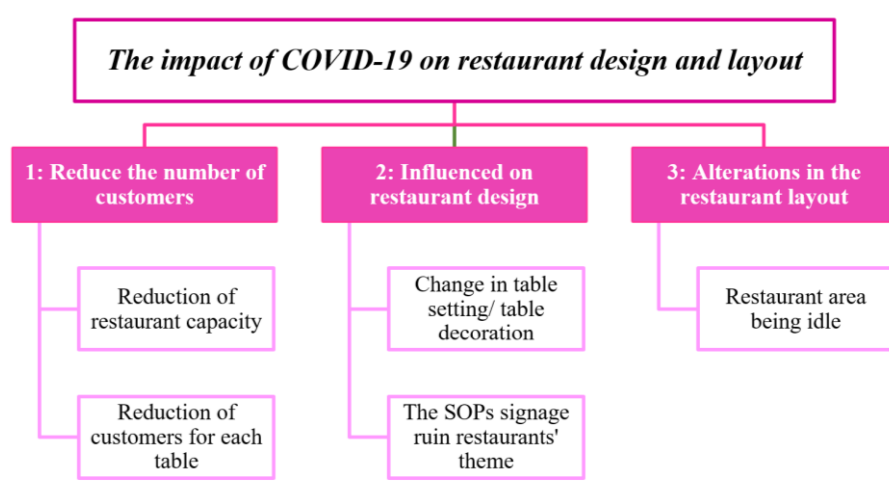 The impact of COVID-19 on restaurant design and layout
1: Reduce the number of
customers
2: Influenced on
restaurant design
3: Alterations in the
restaurant layout
Reduction of
restaurant capacity
Change in table
setting/ table
decoration
Restaurant area
being idle
Reduction of
customers for each
table
The SOPs signage
ruin restaurants'
theme